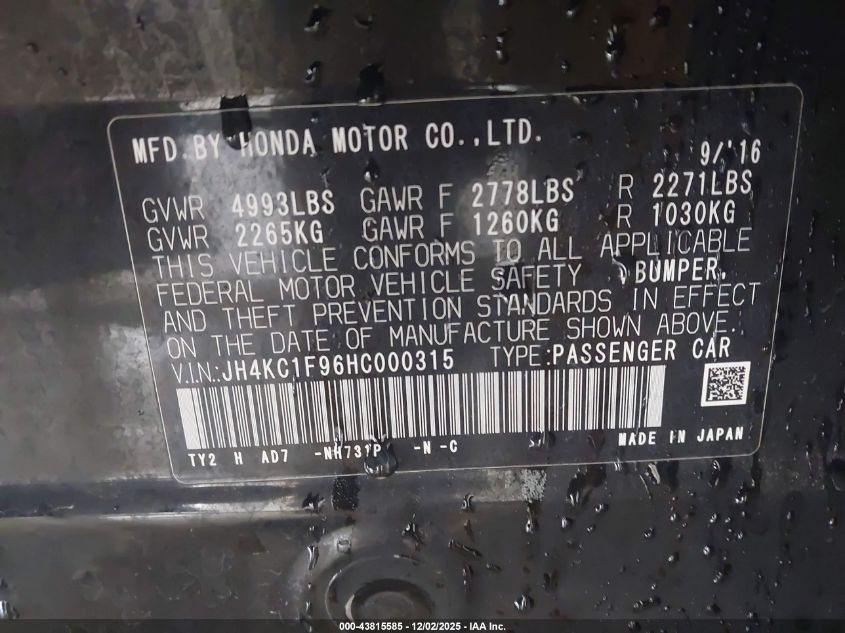 MFD. BY HONDA MOTOR CO.,LTD.
9/'16
GVWR 4993LBS GAWR F 2778LBS R 2271LBS
GVWR 2265KG GAWR F 1260KG R 1030KG
THIS VEHICLE CONFORMS TO ALL APPLICABLE
FEDERAL MOTOR VEHICLE SAFETY , BUMPER,
AND THEFT PREVENTION STANDARDS IN EFFECT
ON THE DATE OF MANUFACTURE SHOWN ABOVE.
V.IN.:JH4KC1F96HC000315 TYPE:PASSENGER CAR
MADE IN JAPAN
TY2 H AD7 -NH731P -N -C
000-43815585 - 12/02/2025 - IAA Inc.